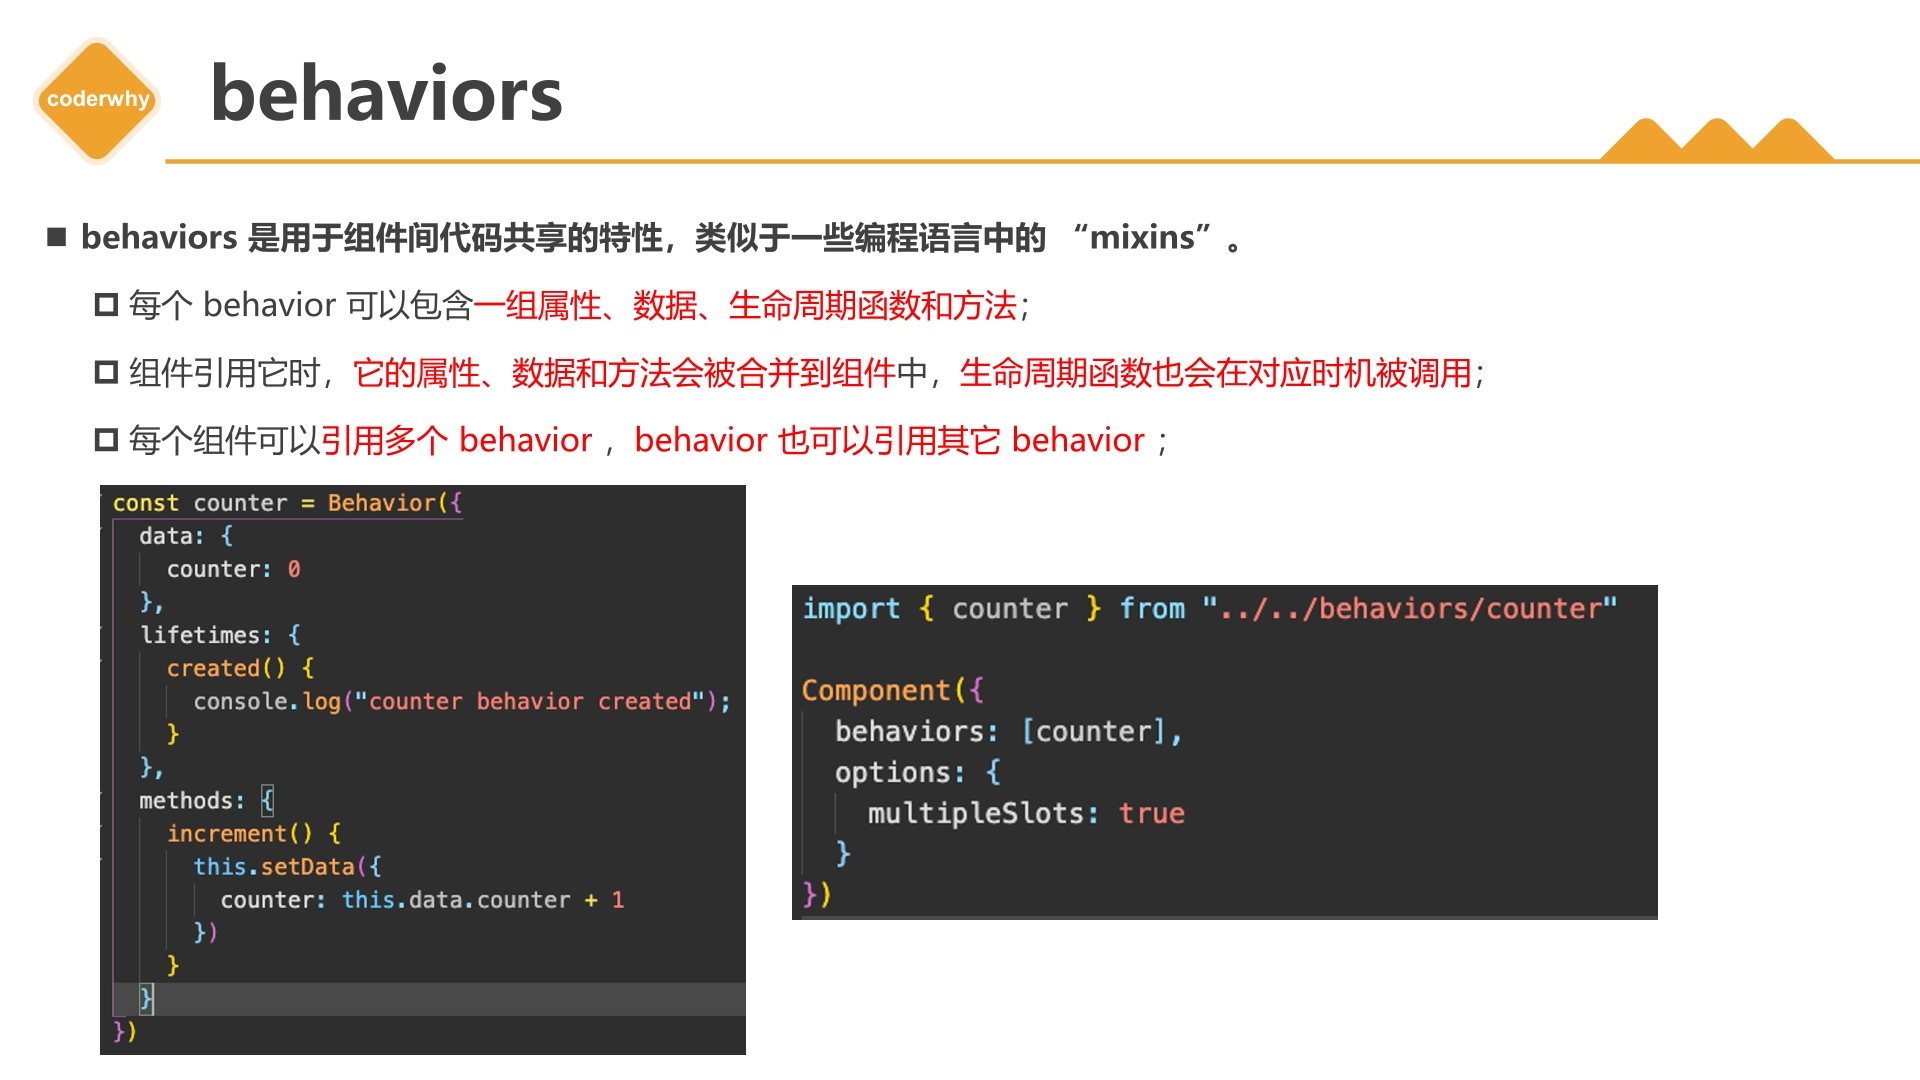 coderwhy
behaviors
behaviors 是用于组件间代码共享的特性，类似于一些编程语言中的 “mixins”。
每个 behavior 可以包含一组属性、数据、生命周期函数和方法；
组件引用它时，它的属性、数据和方法会被合并到组件中，生命周期函数也会在对应时机被调用；
每个组件可以引用多个 behavior ，behavior 也可以引用其它 behavior ；
const counter = Behavior({
  data: {
    counter: 0
  },
  lifetimes: {
    created() {
      console.log("counter behavior created");
    }
  },
  methods: {
    increment() {
      this.setData({
        counter: this.data.counter + 1
      })
    }
  }
})
import { counter } from "../../behaviors/counter"
Component({
  behaviors: [counter],
  options: {
    multipleSlots: true
  }
})